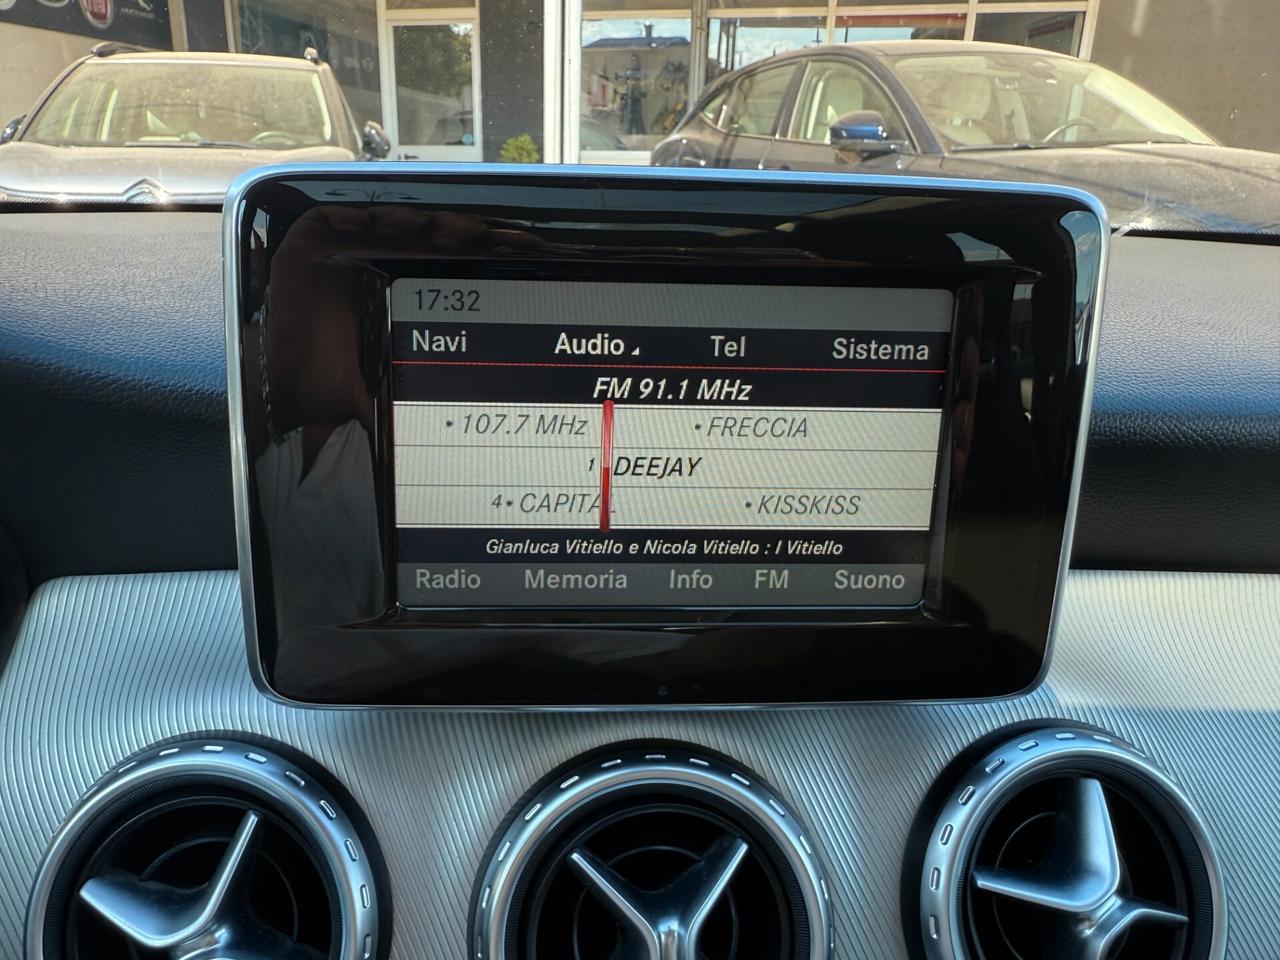 17:32
Navi Audio Tel Sistema
FM 91.1 MHz
• 107.7 MHz • FRECCIA
1 DEEJAY
4 • CAPITAL • KISSKISS
Gianluca Vitiello e Nicola Vitiello : I Vitiello
Radio Memoria Info FM Suono